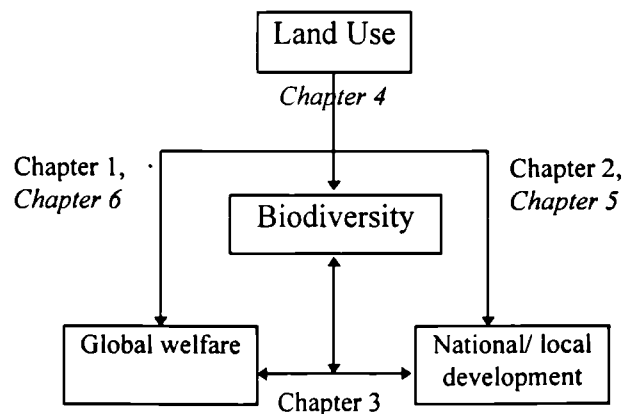 Land Use
Chapter 4
Chapter 1,
Chapter 6
Chapter 2,
Chapter 5
Biodiversity
Global welfare
National/ local
development
Chapter 3